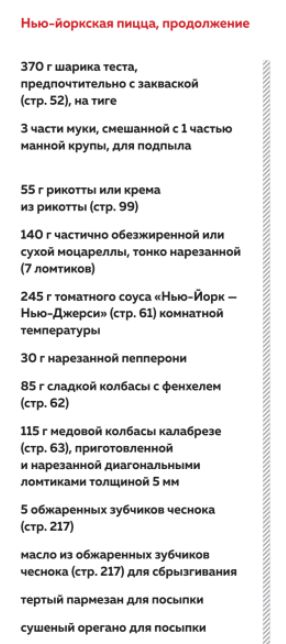 Нью-йоркская пицца, продолжение
370 г шарика теста,
предпочтительно с закваской
(стр. 52), на тиге
3 части муки, смешанной с 1 частью
манной крупы, для подпыла
55 г рикотты или крема
из рикотты (стр. 99)
140 г частично обезжиренной или
сухой моцареллы, тонко нарезанной
(7 ломтиков)
245 г томатного соуса «Нью-Йорк —
Нью-Джерси» (стр. 61) комнатной
температуры
30 г нарезанной пепперони
85 г сладкой колбасы с фенхелем
(стр. 62)
115 г медовой колбасы калабрезе
(стр. 63), приготовленной
и нарезанной диагональными
ломтиками толщиной 5 мм
5 обжаренных зубчиков чеснока
(стр. 217)
масло из обжаренных зубчиков
чеснока (стр. 217) для сбрызгивания
тертый пармезан для посыпки
сушеный орегано для посыпки